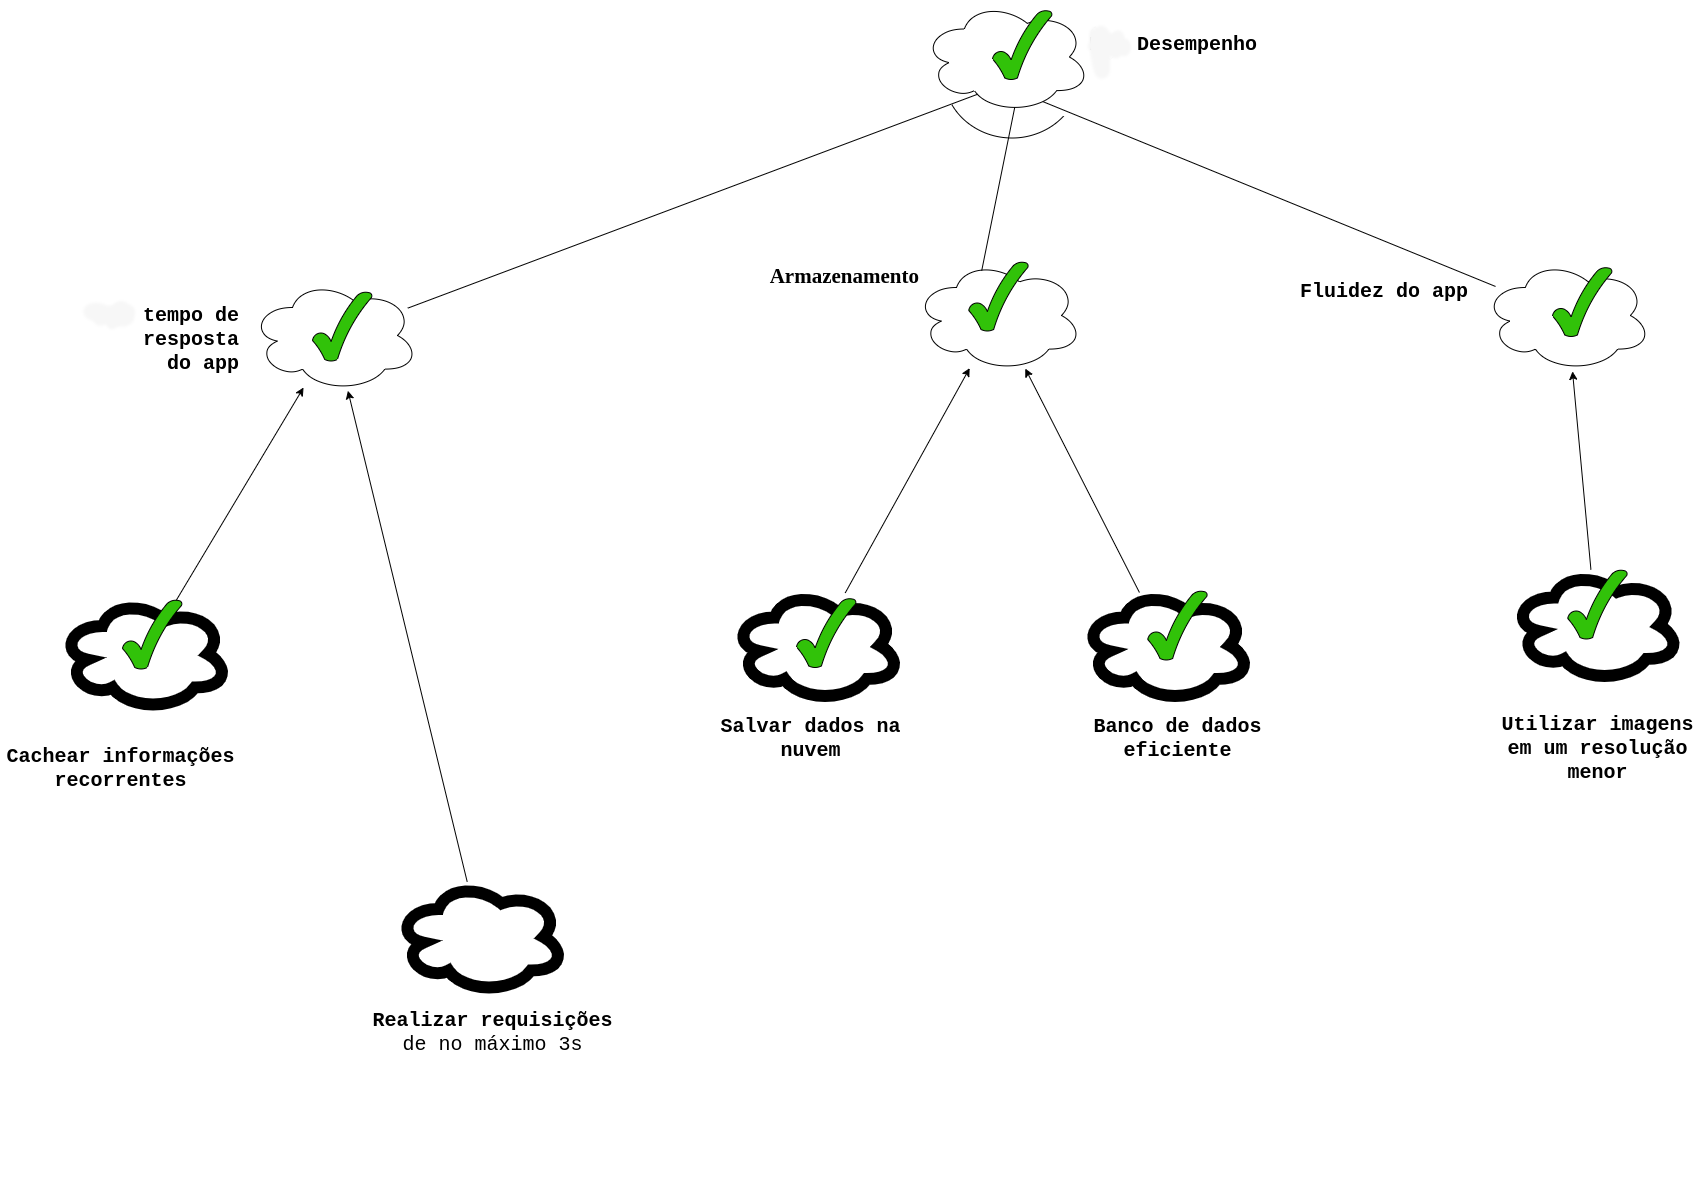 Desempenho
Armazenamento
Fluidez do app
tempo de
resposta
do app
Salvar dados na
nuvem
Banco de dados
eficiente
Utilizar imagens
em um resolução
menor
Cachear informações
recorrentes
Realizar requisições
de no máximo 3s